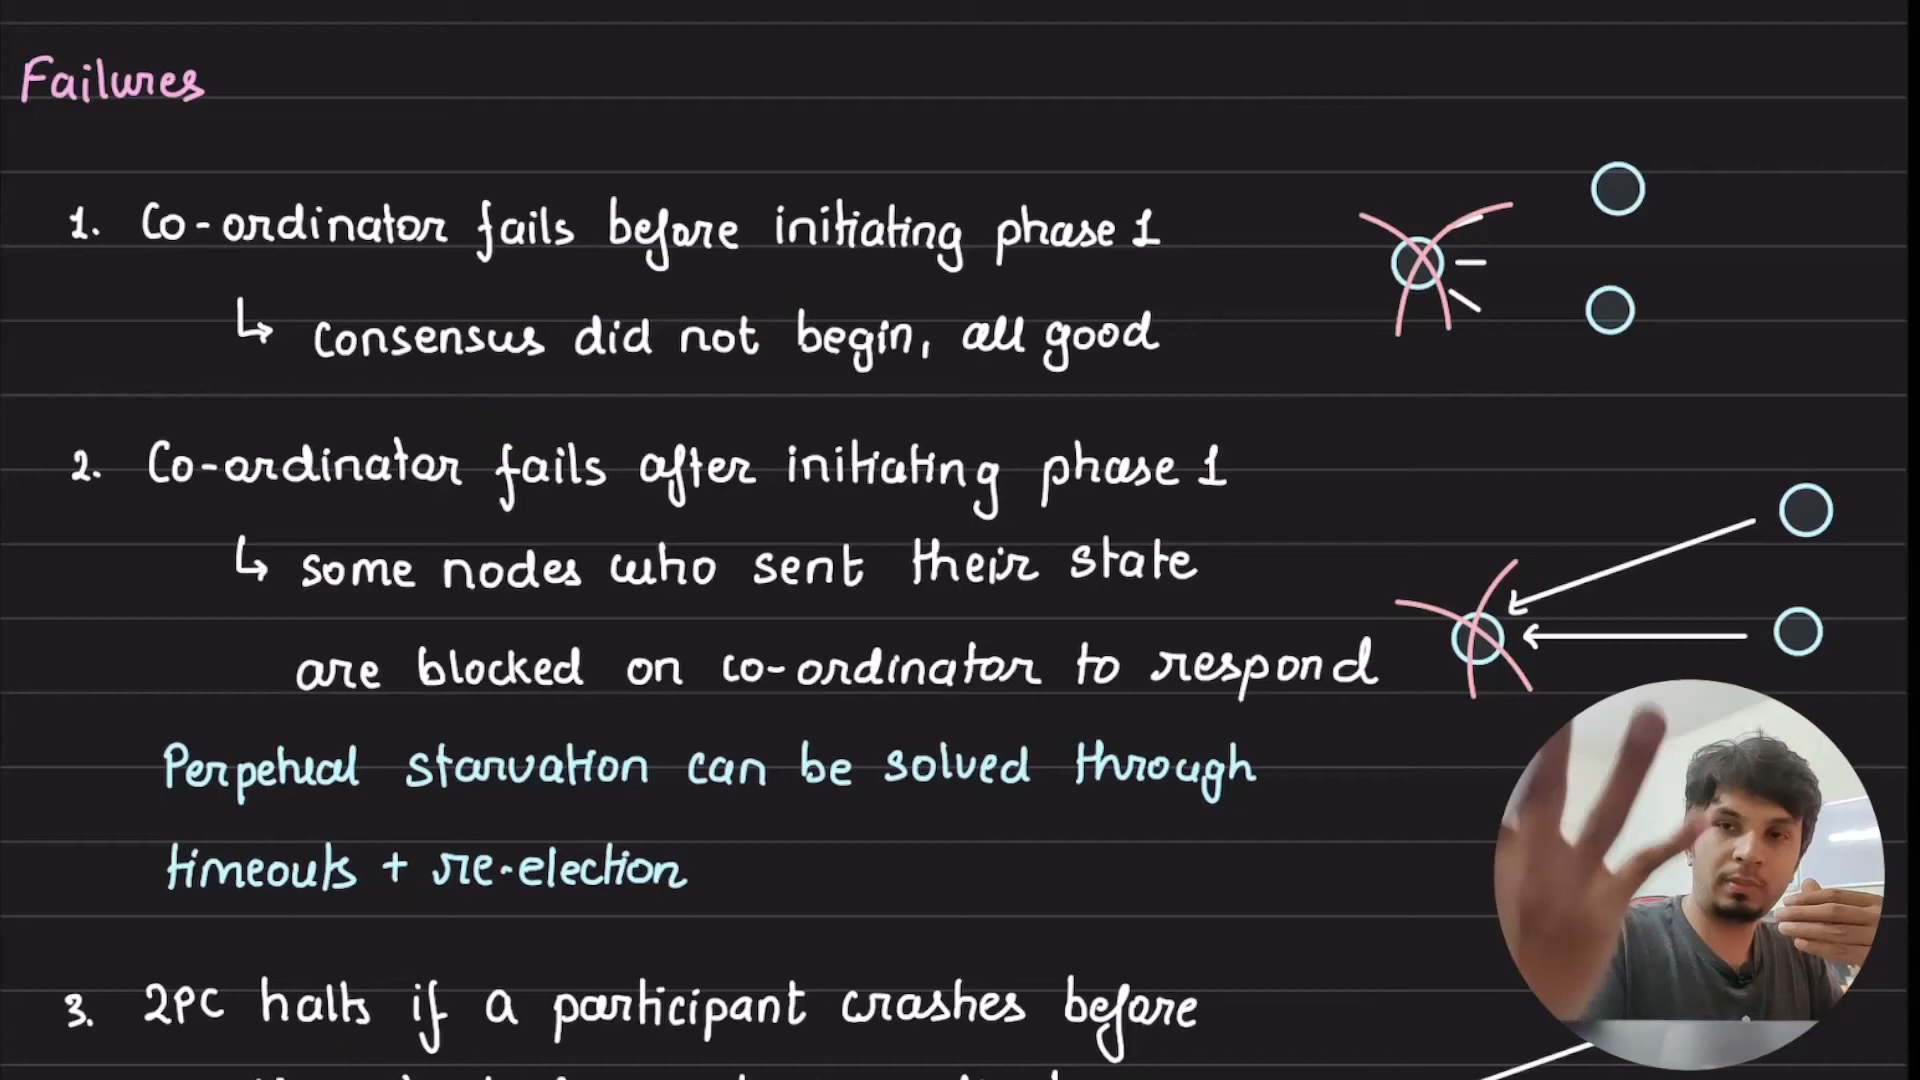 Failures
1. Co-ordinator fails before initiating phase 1
↳ consensus did not begin, all good
2. Co-ordinator fails after initiating phase 1
↳ some nodes who sent their state
are blocked on co-ordinator to respond
Perpetual starvation can be solved through
timeouts + re-election
3. 2PC halts if a participant crashes before